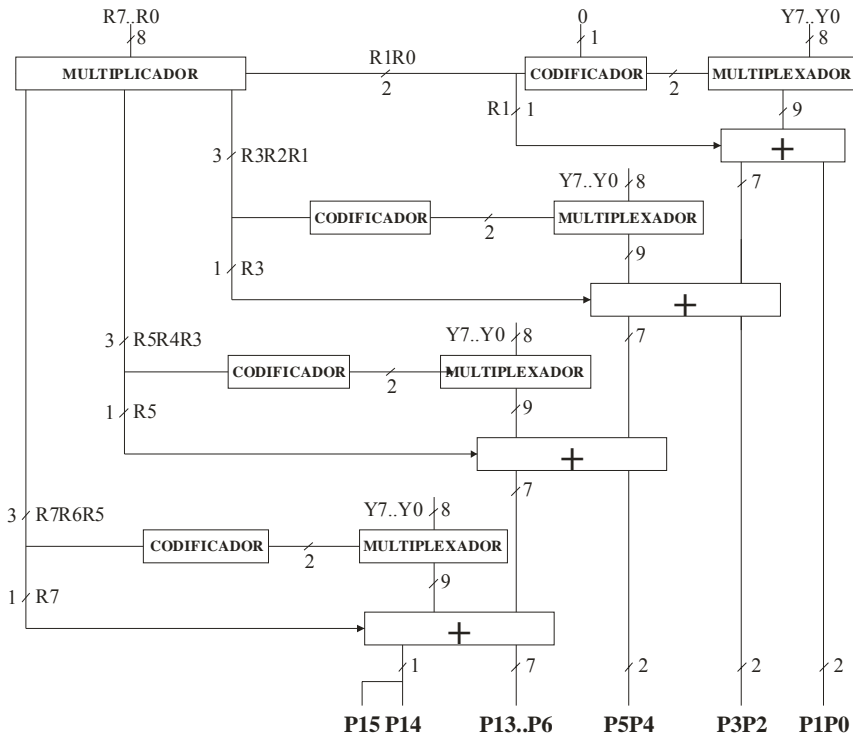 R7..R0
0
Y7..Y0
8
1
8
MULTIPLICADOR
R1R0
2
CODIFICADOR
2
MULTIPLEXADOR
R1
1
9
+
3
R3R2R1
Y7..Y0
8
7
CODIFICADOR
2
MULTIPLEXADOR
1
R3
9
+
3
R5R4R3
Y7..Y0
8
7
CODIFICADOR
2
MULTIPLEXADOR
1
R5
9
+
7
3
R7R6R5
Y7..Y0
8
CODIFICADOR
2
MULTIPLEXADOR
1
R7
9
+
1
7
2
2
2
P15 P14
P13..P6
P5P4
P3P2
P1P0